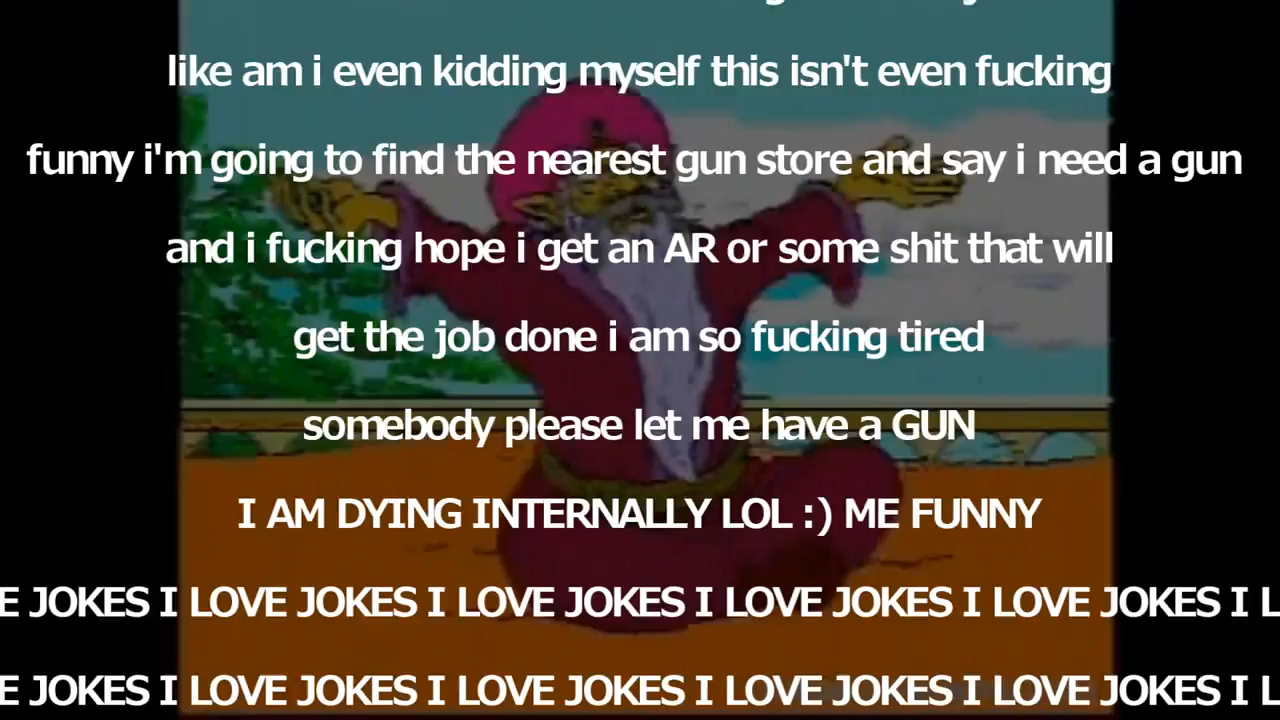 like am i even kidding myself this isn't even fucking
funny i'm going to find the nearest gun store and say i need a gun
and i fucking hope i get an AR or some shit that will
get the job done i am so fucking tired
somebody please let me have a GUN
I AM DYING INTERNALLY LOL :) ME FUNNY
E JOKES I LOVE JOKES I LOVE JOKES I LOVE JOKES I LOVE JOKES I L
E JOKES I LOVE JOKES I LOVE JOKES I LOVE JOKES I LOVE JOKES I L